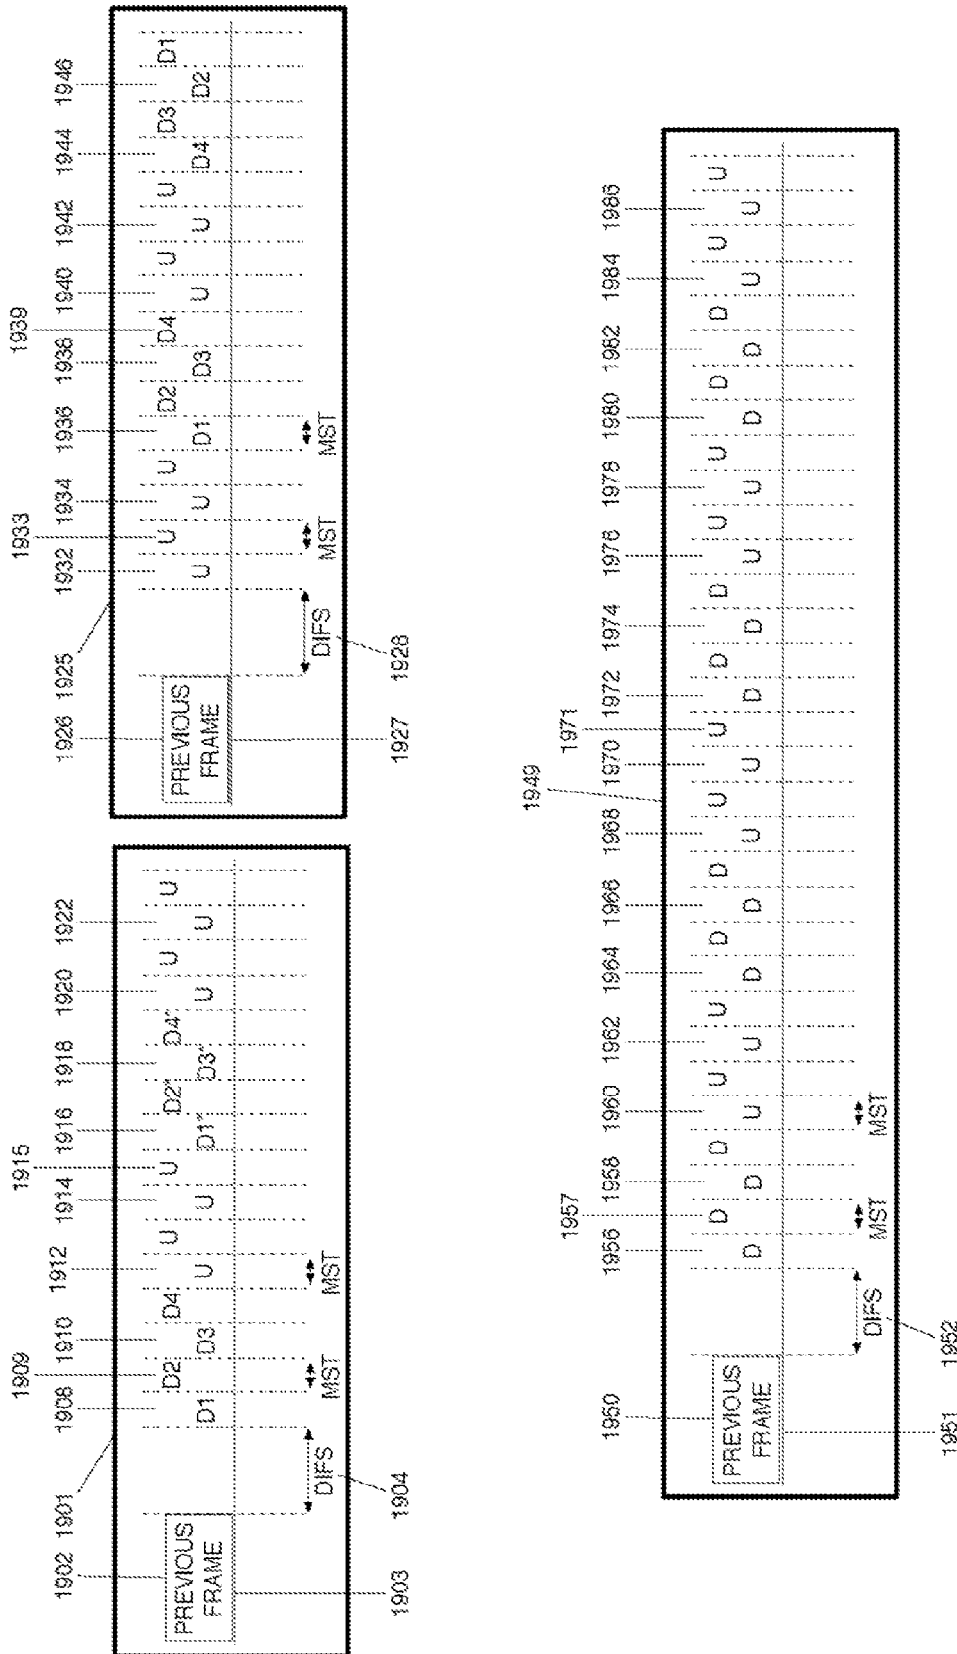 1909 1915
1902 1901 1908 1910 1912 1914 1916 1918 1920 1922
PREVIOUS D2 D4 U U D2" D4" U U
FRAME D1 D3 U U D1" D3" U U
DIFS MST MST
1903 1904
1933 1939
1926 1925 1932 1934 1936 1938 1940 1942 1944 1946
PREVIOUS U U D2 D4 U U D3 D1
FRAME U U D1 D3 U U D4 D2
DIFS MST MST
1927 1928
1949
1957 1971
1950 1956 1958 1960 1962 1964 1966 1968 1970 1972 1974 1976 1978 1980 1982 1984 1986
PREVIOUS D D U U D D U U D D U U D D U U
FRAME D D U U D D U U D D U U D D U U
DIFS MST MST
1951 1952